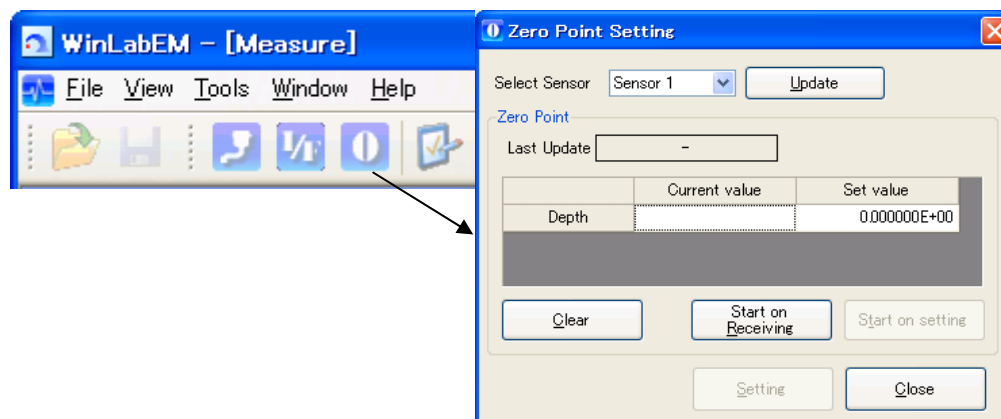 WinLabEM - [Measure]
File View Tools Window Help
I/F
Zero Point Setting
Select Sensor Sensor 1 Update
Zero Point
Last Update -
Current value Set value
Depth 0.000000E+00
Clear Start on Receiving Start on setting
Setting Close